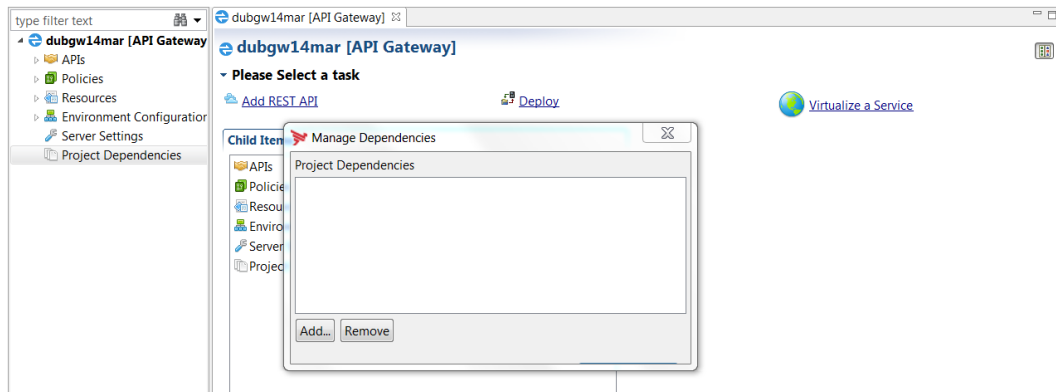 type filter text
dubgw14mar [API Gateway
APIs
Policies
Resources
Environment Configuration
Server Settings
Project Dependencies
dubgw14mar [API Gateway]
dubgw14mar [API Gateway]
Please Select a task
Add REST API
Deploy
Virtualize a Service
Child Iten
APIs
Policie
Resou
Enviro
Server
Projec
Manage Dependencies
Project Dependencies
Add...
Remove